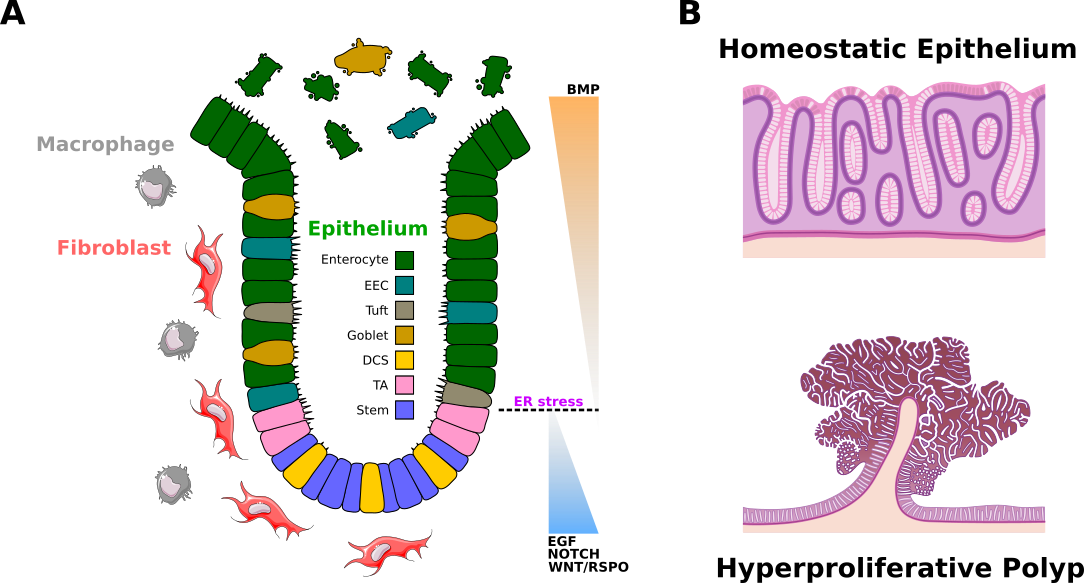 A
Macrophage
Fibroblast
Epithelium
Enterocyte
EEC
Tuft
Goblet
DCS
TA
Stem
BMP
ER stress
EGF
NOTCH
WNT/RSPO
B
Homeostatic Epithelium
Hyperproliferative Polyp